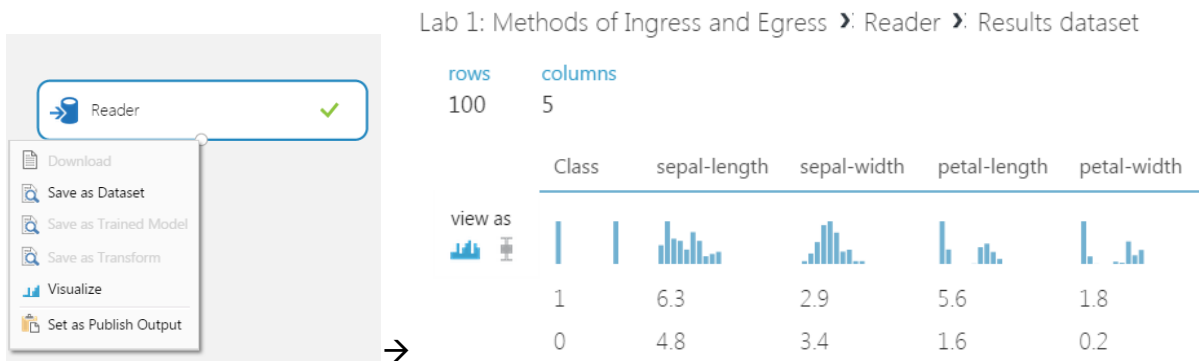 Lab 1: Methods of Ingress and Egress > Reader > Results dataset
Reader
Download
Save as Dataset
Save as Trained Model
Save as Transform
Visualize
Set as Publish Output
→
rows columns
100 5
Class sepal-length sepal-width petal-length petal-width
view as
1 6.3 2.9 5.6 1.8
0 4.8 3.4 1.6 0.2